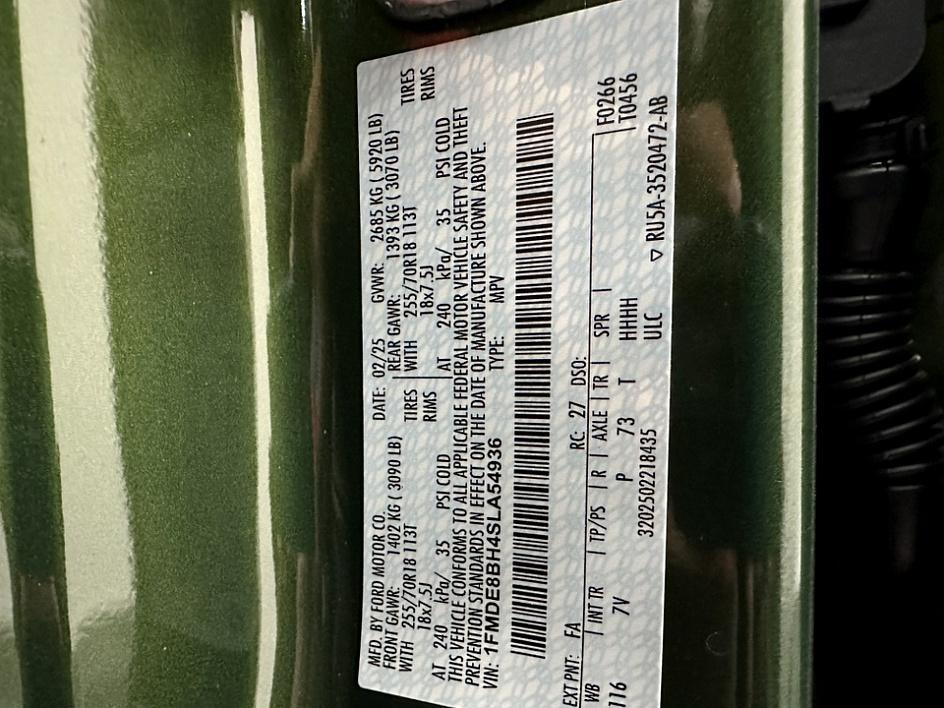 MFD. BY FORD MOTOR CO. DATE: 02/25 GVWR: 2685 KG ( 5920 LB)
FRONT GAWR: 1402 KG ( 3090 LB) REAR GAWR: 1393 KG ( 3070 LB)
WITH 255/70R18 113T TIRES WITH 255/70R18 113T TIRES
18x7.5J RIMS 18x7.5J RIMS
AT 240 kPa/ 35 PSI COLD AT 240 kPa/ 35 PSI COLD
THIS VEHICLE CONFORMS TO ALL APPLICABLE FEDERAL MOTOR VEHICLE SAFETY AND THEFT
PREVENTION STANDARDS IN EFFECT ON THE DATE OF MANUFACTURE SHOWN ABOVE.
VIN: 1FMDE8BH4SLA54936 TYPE: MPV
EXT PNT: FA RC: 27 DSO:
WB INT TR TP/PS R AXLE TR SPR F0266
116 7V P 73 T HHHH T0456
ULC
3202502218435 ▽ RU5A-3520472-AB